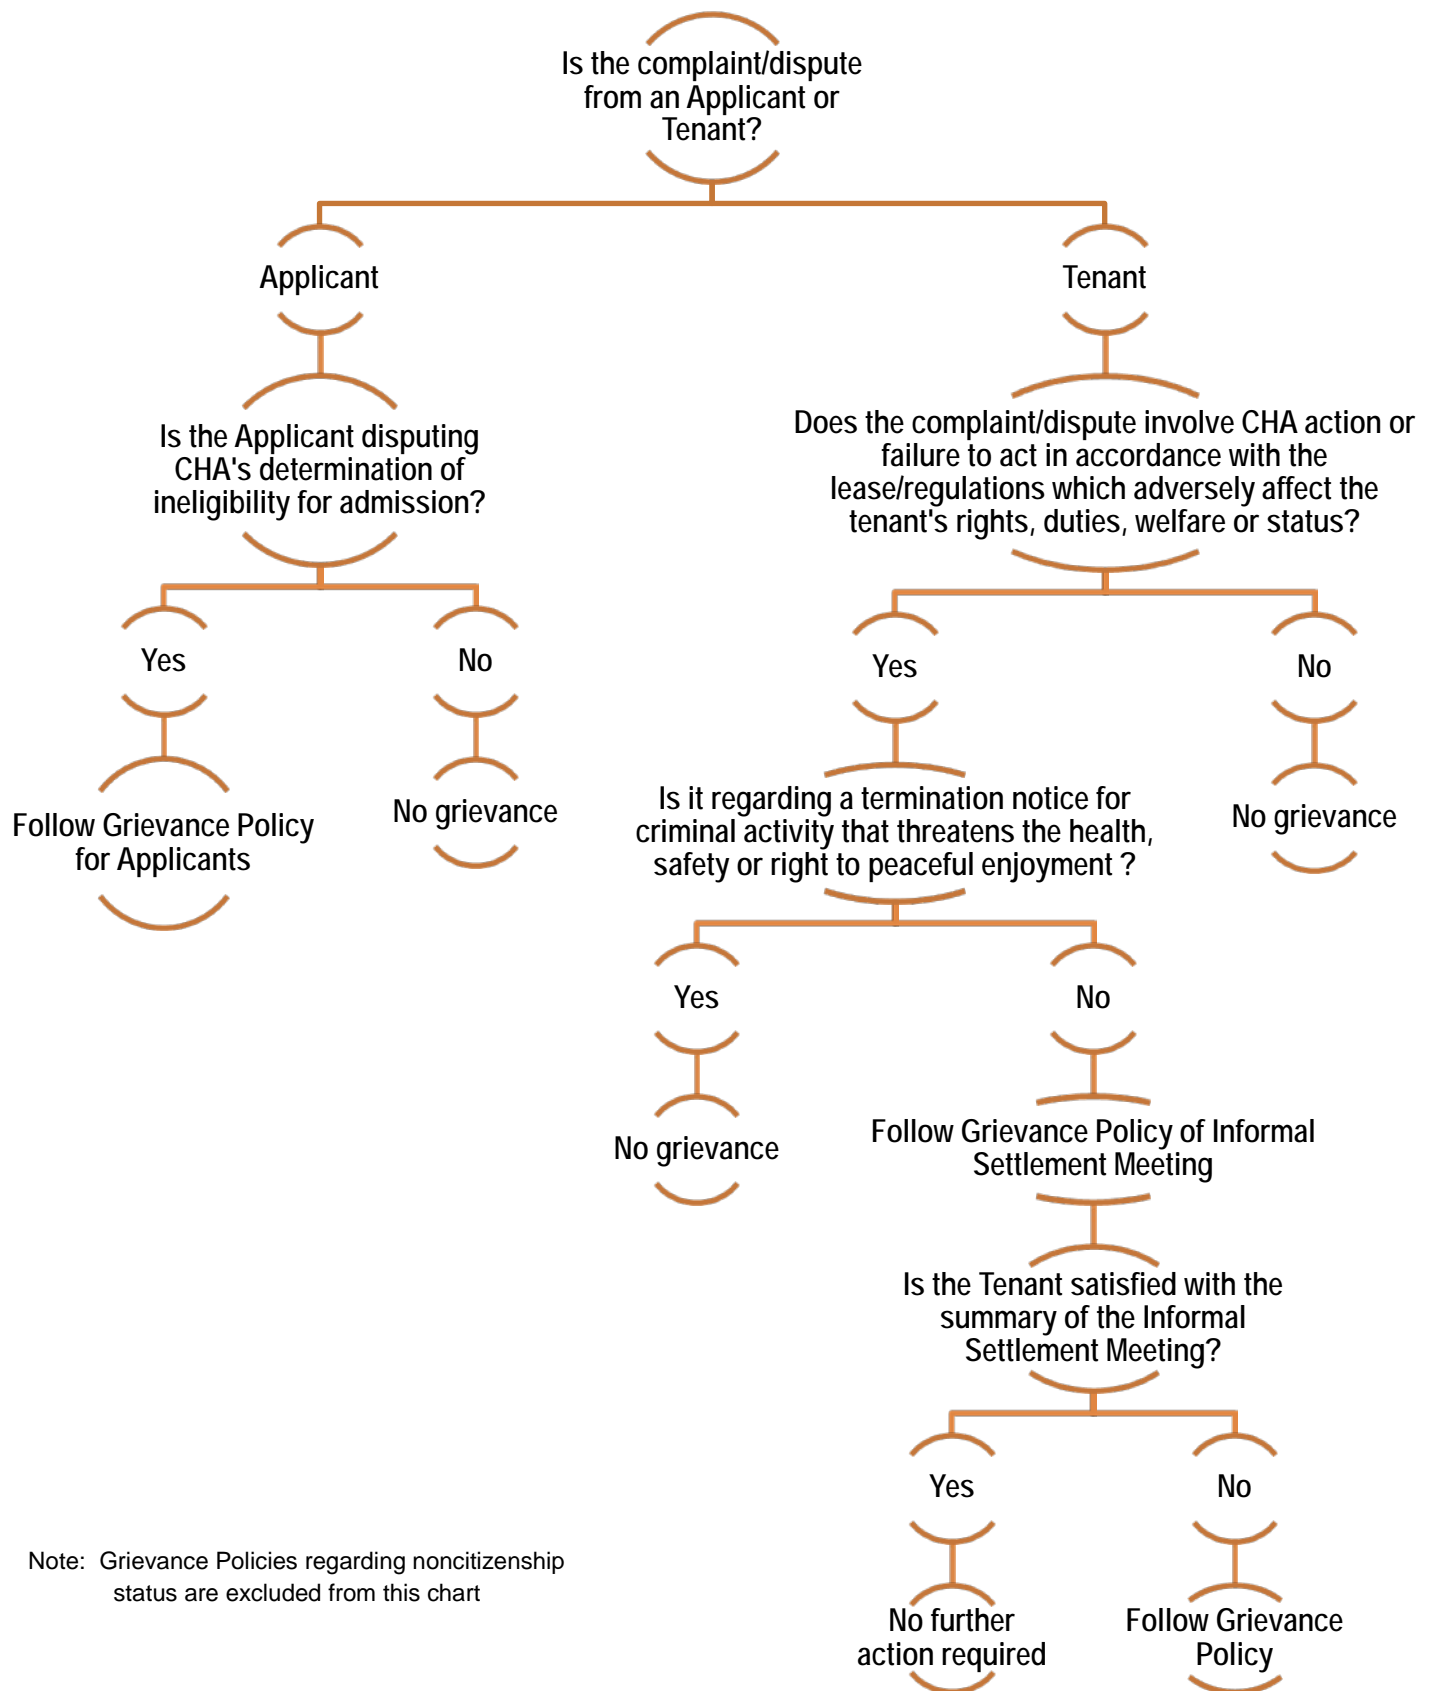 Is the complaint/dispute
from an Applicant or
Tenant?
Applicant
Tenant
Is the Applicant disputing
CHA's determination of
ineligibility for admission?
Does the complaint/dispute involve CHA action or
failure to act in accordance with the
lease/regulations which adversely affect the
tenant's rights, duties, welfare or status?
Yes
No
Yes
No
Follow Grievance Policy
for Applicants
No grievance
Is it regarding a termination notice for
criminal activity that threatens the health,
safety or right to peaceful enjoyment ?
No grievance
Yes
No
No grievance
Follow Grievance Policy of Informal
Settlement Meeting
Is the Tenant satisfied with the
summary of the Informal
Settlement Meeting?
Yes
No
No further
action required
Follow Grievance
Policy
Note: Grievance Policies regarding noncitizenship
status are excluded from this chart